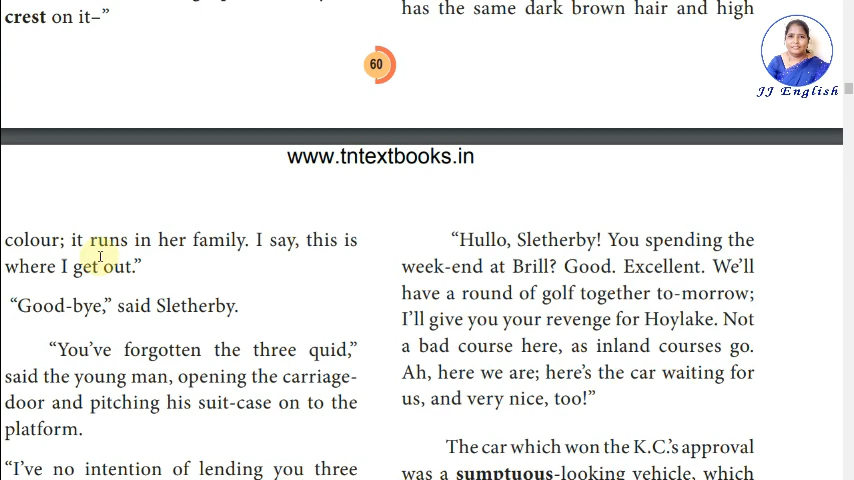 crest on it–”
has the same dark brown hair and high
60
JJ English
www.tntextbooks.in
colour; it runs in her family. I say, this is
where I get out.”
“Good-bye,” said Sletherby.
“You’ve forgotten the three quid,”
said the young man, opening the carriage-
door and pitching his suit-case on to the
platform.
“I’ve no intention of lending you three
“Hullo, Sletherby! You spending the
week-end at Brill? Good. Excellent. We’ll
have a round of golf together to-morrow;
I’ll give you your revenge for Hoylake. Not
a bad course here, as inland courses go.
Ah, here we are; here’s the car waiting for
us, and very nice, too!”
The car which won the K.C.’s approval
was a sumptuous-looking vehicle, which